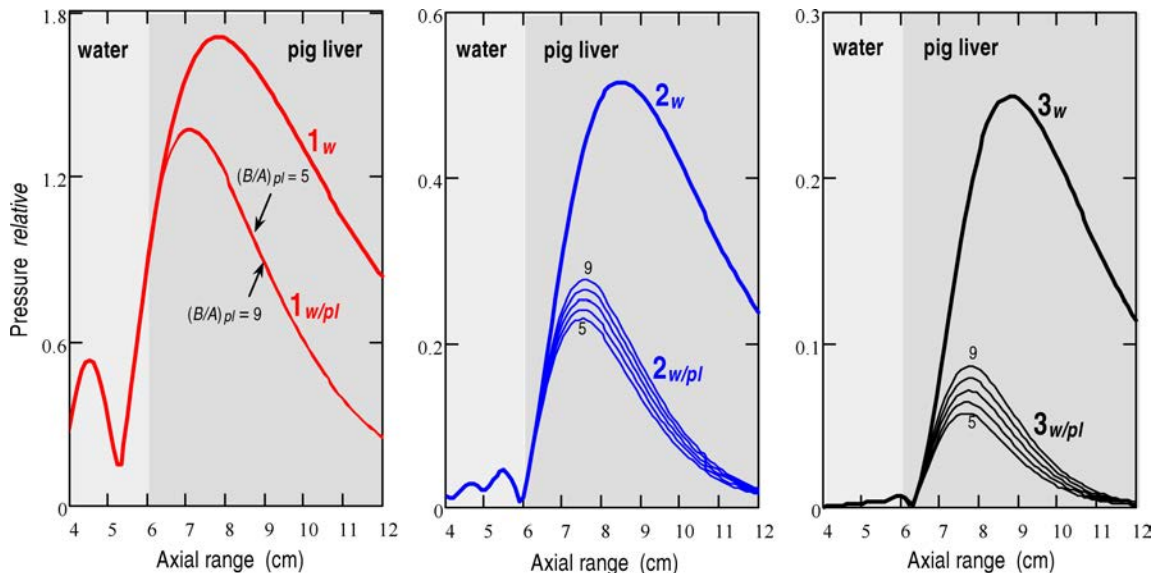 1.8
1.2
0.6
0
Pressure relative
water
pig liver
1w
(B/A)pl = 5
(B/A)pl = 9
1w/pl
4 5 6 7 8 9 10 11 12
Axial range (cm)
0.6
0.4
0.2
0
water
pig liver
2w
9
5
2w/pl
4 5 6 7 8 9 10 11 12
Axial range (cm)
0.3
0.2
0.1
0
water
pig liver
3w
9
5
3w/pl
4 5 6 7 8 9 10 11 12
Axial range (cm)